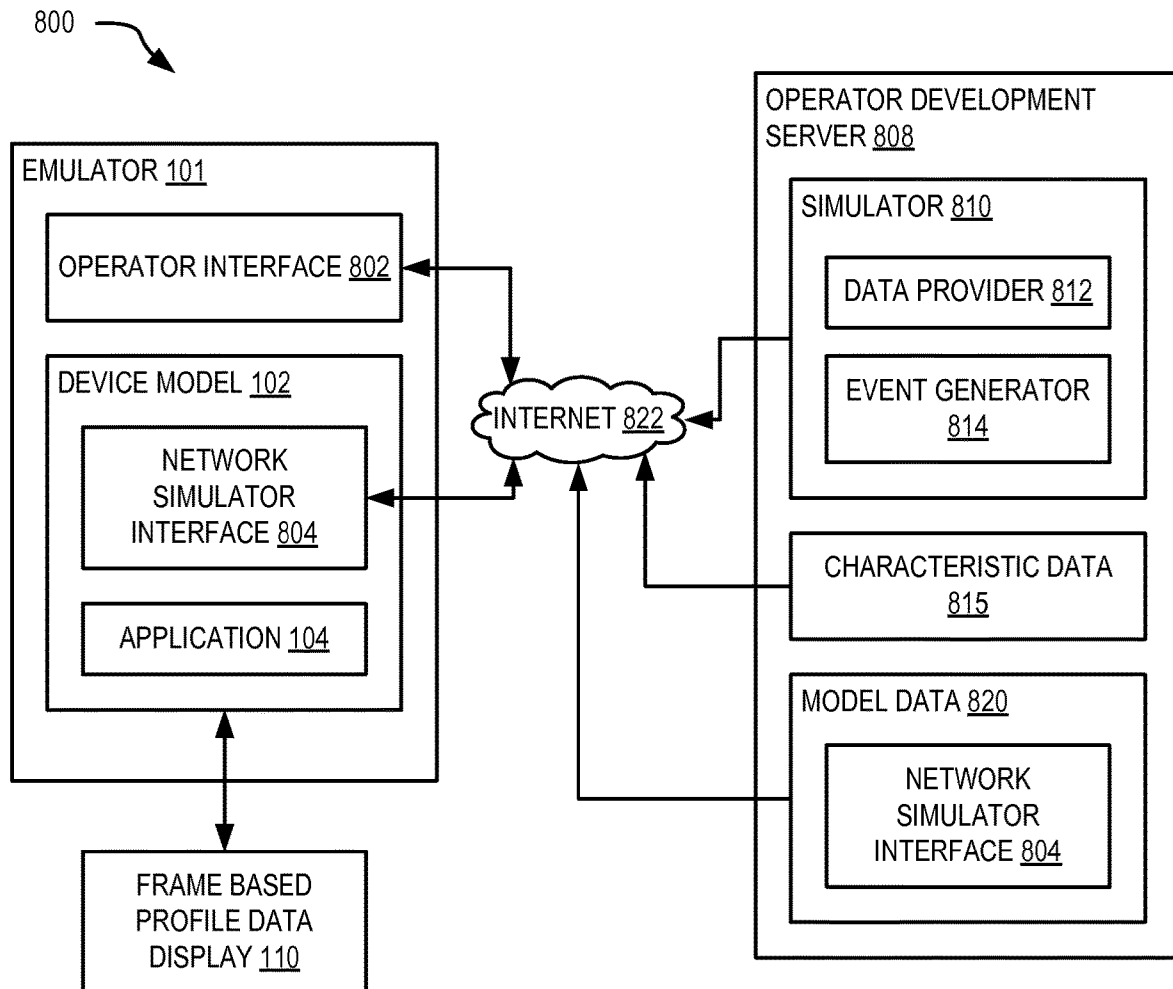 800
EMULATOR 101
OPERATOR INTERFACE 802
DEVICE MODEL 102
NETWORK
SIMULATOR
INTERFACE 804
APPLICATION 104
FRAME BASED
PROFILE DATA
DISPLAY 110
INTERNET 822
OPERATOR DEVELOPMENT
SERVER 808
SIMULATOR 810
DATA PROVIDER 812
EVENT GENERATOR
814
CHARACTERISTIC DATA
815
MODEL DATA 820
NETWORK
SIMULATOR
INTERFACE 804